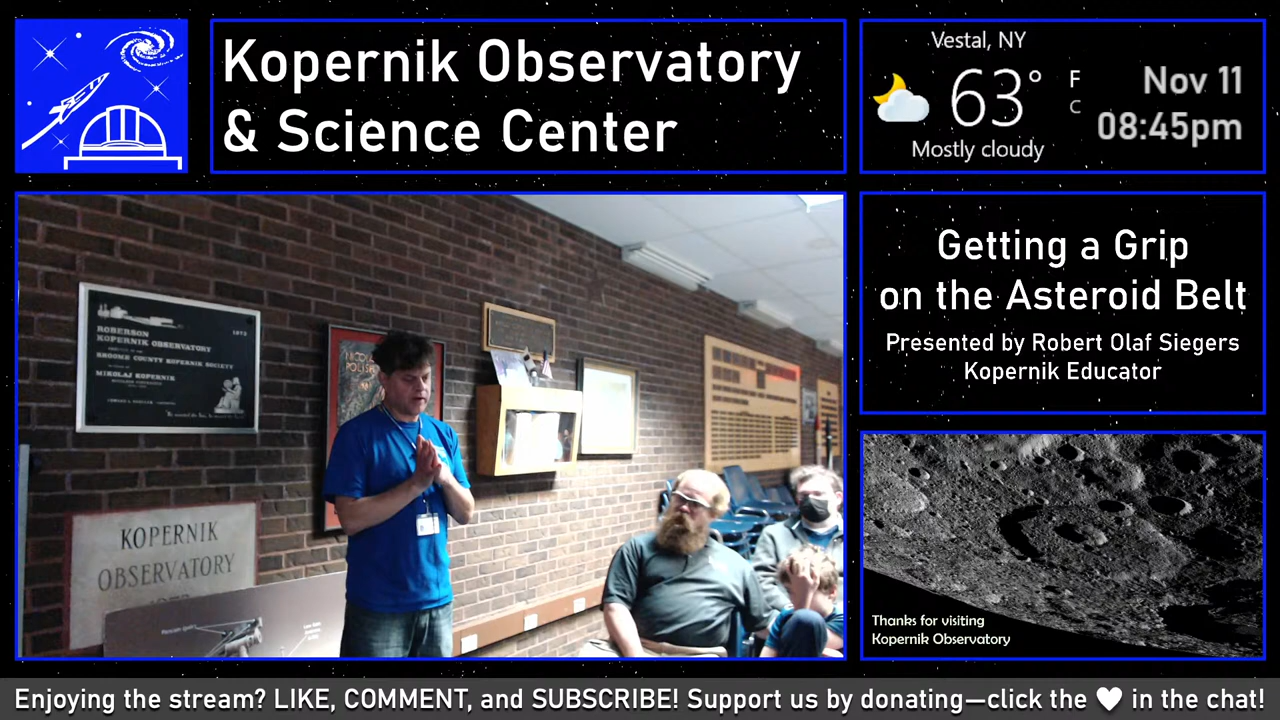 Kopernik Observatory
& Science Center
Vestal, NY
63° F
C
Mostly cloudy
Nov 11
08:45pm
Getting a Grip
on the Asteroid Belt
Presented by Robert Olaf Siegers
Kopernik Educator
ROBERSON 1973
KOPERNIK OBSERVATORY
BROOME COUNTY KOPERNIK SOCIETY
MIKOLAJ KOPERNIK
KOPERNIK
OBSERVATORY
Thanks for visiting
Kopernik Observatory
Enjoying the stream? LIKE, COMMENT, and SUBSCRIBE! Support us by donating—click the ♥ in the chat!